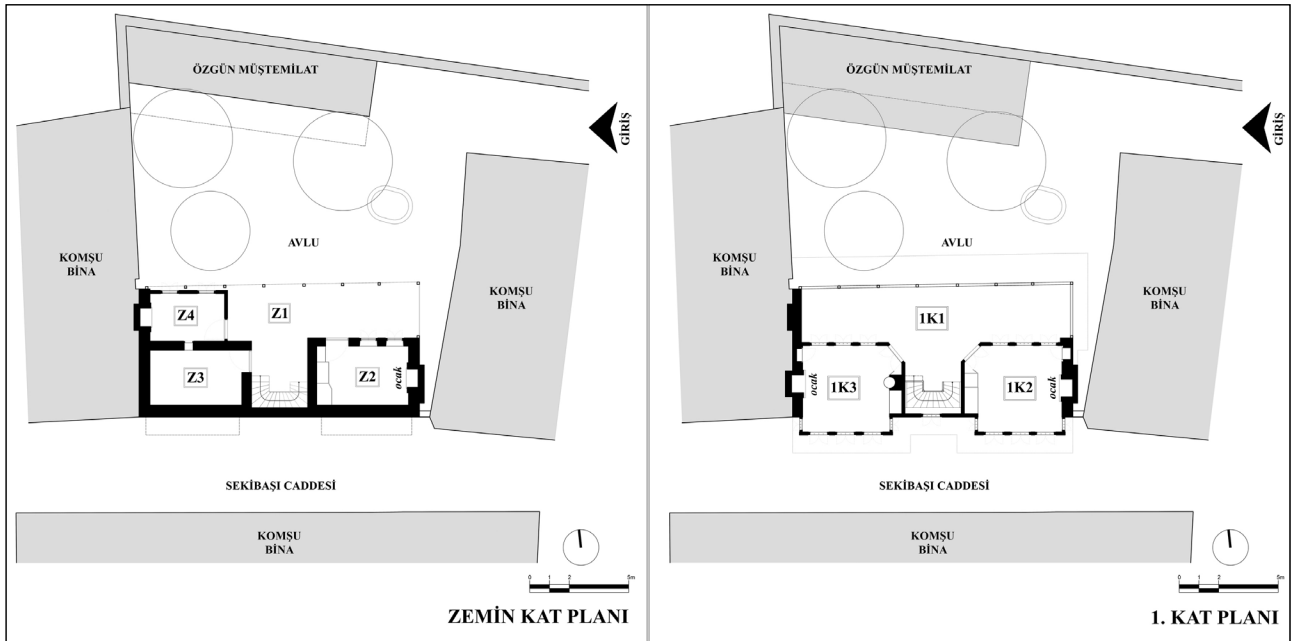 ÖZGÜN MÜŞTEMİLAT
GİRİŞ
KOMŞU
BİNA
AVLU
KOMŞU
BİNA
Z4
Z1
Z3
Z2
ocak
SEKİBAŞI CADDESİ
KOMŞU
BİNA
0 1 2 5m
ZEMİN KAT PLANI
ÖZGÜN MÜŞTEMİLAT
GİRİŞ
KOMŞU
BİNA
AVLU
KOMŞU
BİNA
1K1
ocak
1K3
1K2
ocak
SEKİBAŞI CADDESİ
KOMŞU
BİNA
0 1 2 5m
1. KAT PLANI